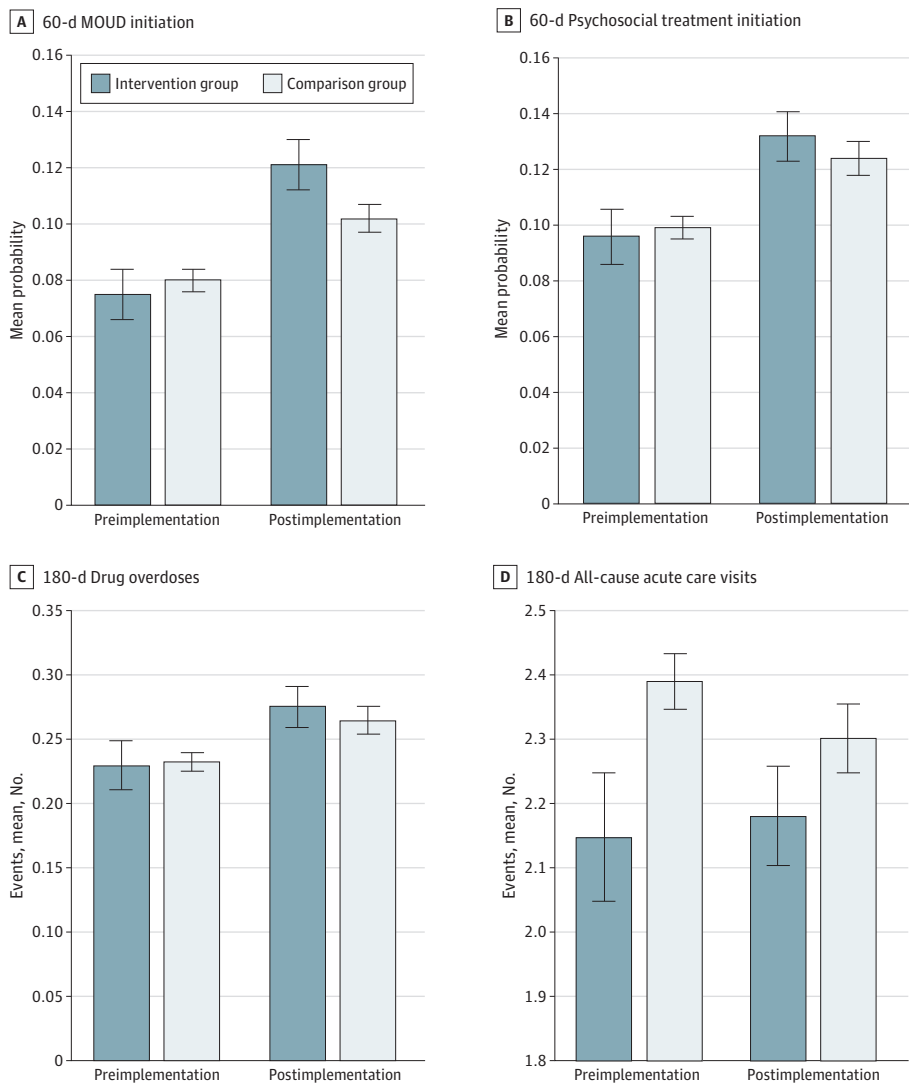 A 60-d MOUD initiation
Mean probability
0.16
0.14
0.12
0.10
0.08
0.06
0.04
0.02
0
Intervention group Comparison group
Preimplementation Postimplementation
B 60-d Psychosocial treatment initiation
Mean probability
0.16
0.14
0.12
0.10
0.08
0.06
0.04
0.02
0
Preimplementation Postimplementation
C 180-d Drug overdoses
Events, mean, No.
0.35
0.30
0.25
0.20
0.15
0.10
0.05
0
Preimplementation Postimplementation
D 180-d All-cause acute care visits
Events, mean, No.
2.5
2.4
2.3
2.2
2.1
2.0
1.9
1.8
Preimplementation Postimplementation